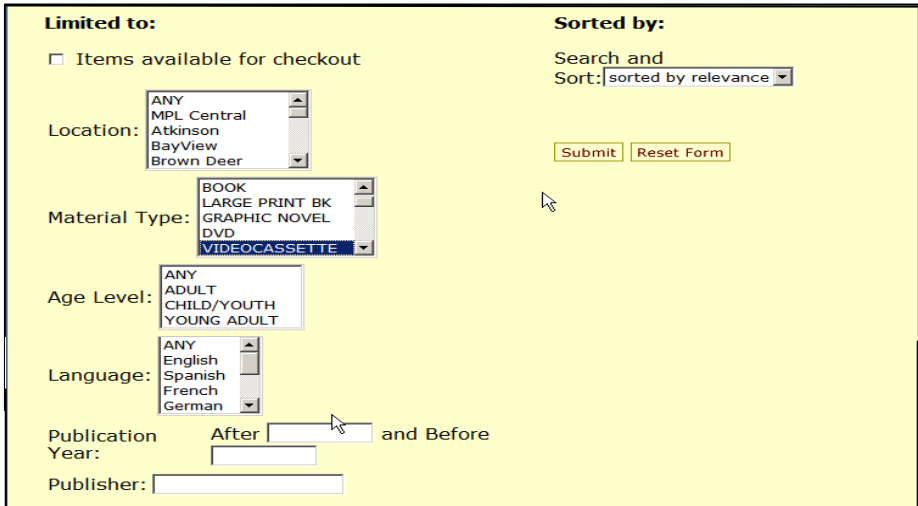 Limited to:
Items available for checkout
Location:
ANY
MPL Central
Atkinson
BayView
Brown Deer
Material Type:
BOOK
LARGE PRINT BK
GRAPHIC NOVEL
DVD
VIDEOCASSETTE
Age Level:
ANY
ADULT
CHILD/YOUTH
YOUNG ADULT
Language:
ANY
English
Spanish
French
German
Publication After and Before
Year:
Publisher:
Sorted by:
Search and
Sort: sorted by relevance
Submit Reset Form